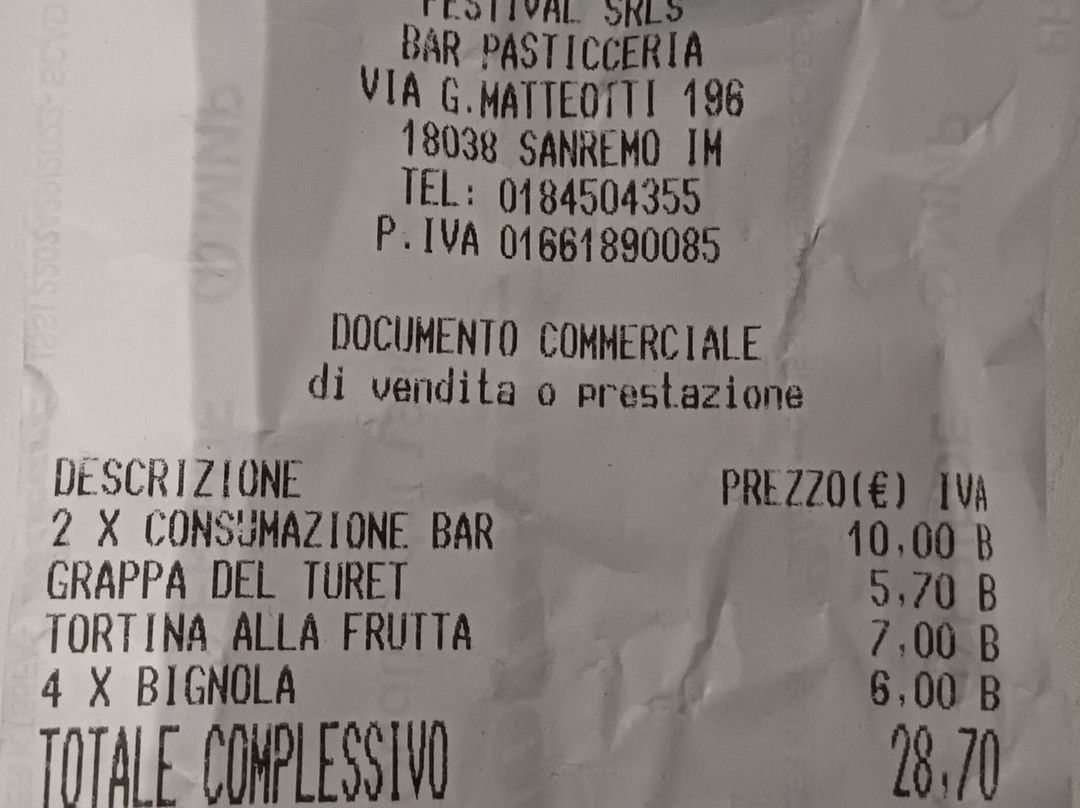 FESTIVAL SRLS
BAR PASTICCERIA
VIA G.MATTEOTTI 196
18038 SANREMO IM
TEL: 0184504355
P.IVA 01661890085
DOCUMENTO COMMERCIALE
di vendita o prestazione
DESCRIZIONE PREZZO(€) IVA
2 X CONSUMAZIONE BAR 10,00 B
GRAPPA DEL TURET 5,70 B
TORTINA ALLA FRUTTA 7,00 B
4 X BIGNOLA 6,00 B
TOTALE COMPLESSIVO 28,70